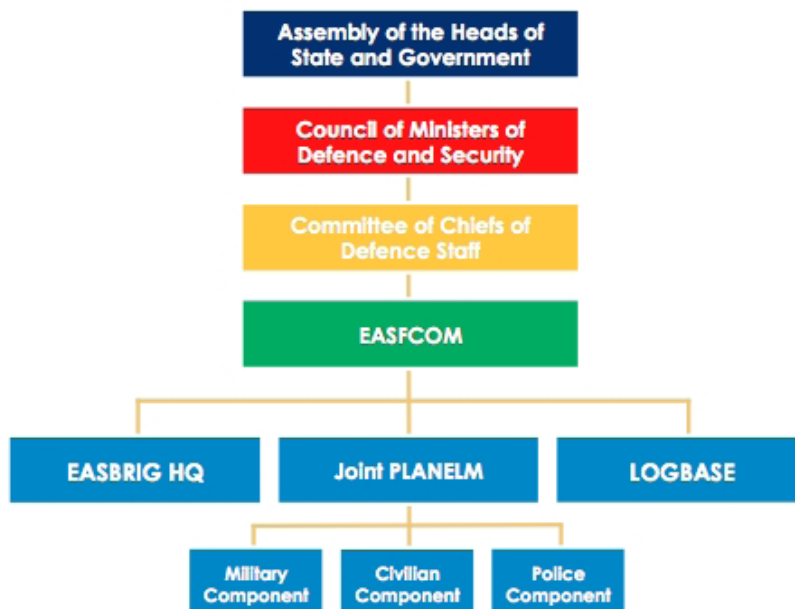 Assembly of the Heads of
State and Government
Council of Ministers of
Defence and Security
Committee of Chiefs of
Defence Staff
EASFCOM
EASBRIG HQ
Joint PLANELM
LOGBASE
Military
Component
Civilian
Component
Police
Component